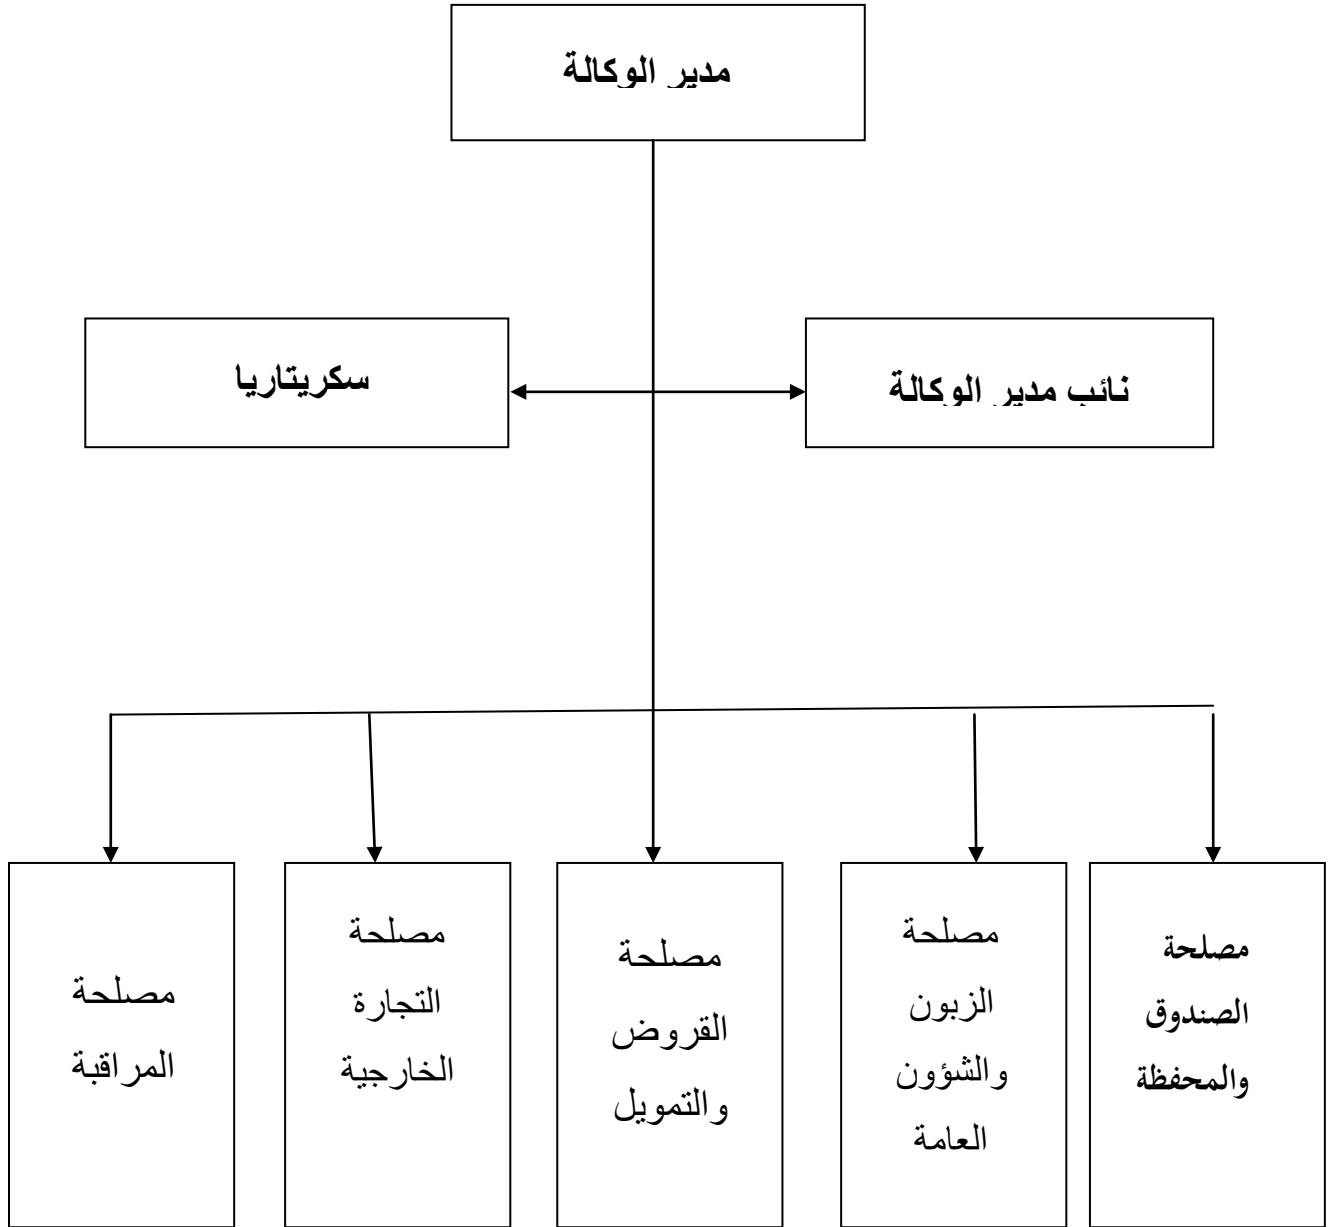 مدير الوكالة
نائب مدير الوكالة
سكريتاريا
مصلحة
الصندوق
والمحفظة
مصلحة
الزبون
والشؤون
العامة
مصلحة
القروض
والتمويل
مصلحة
التجارة
الخارجية
مصلحة
المراقبة